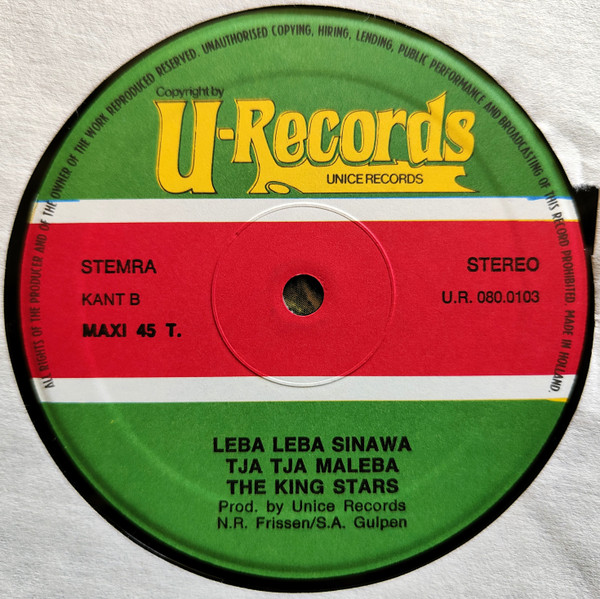 ALL RIGHTS OF THE PRODUCER AND OF THE OWNER OF THE WORK REPRODUCED RESERVED. UNAUTHORISED COPYING, HIRING, LENDING, PUBLIC PERFORMANCE AND BROADCASTING OF THIS RECORD PROHIBITED. MADE IN HOLLAND.
Copyright by
U-Records
UNICE RECORDS
STEMRA
STEREO
KANT B
U.R. 080.0103
MAXI 45 T.
LEBA LEBA SINAWA
TJA TJA MALEBA
THE KING STARS
Prod. by Unice Records
N.R. Frissen/S.A. Gulpen